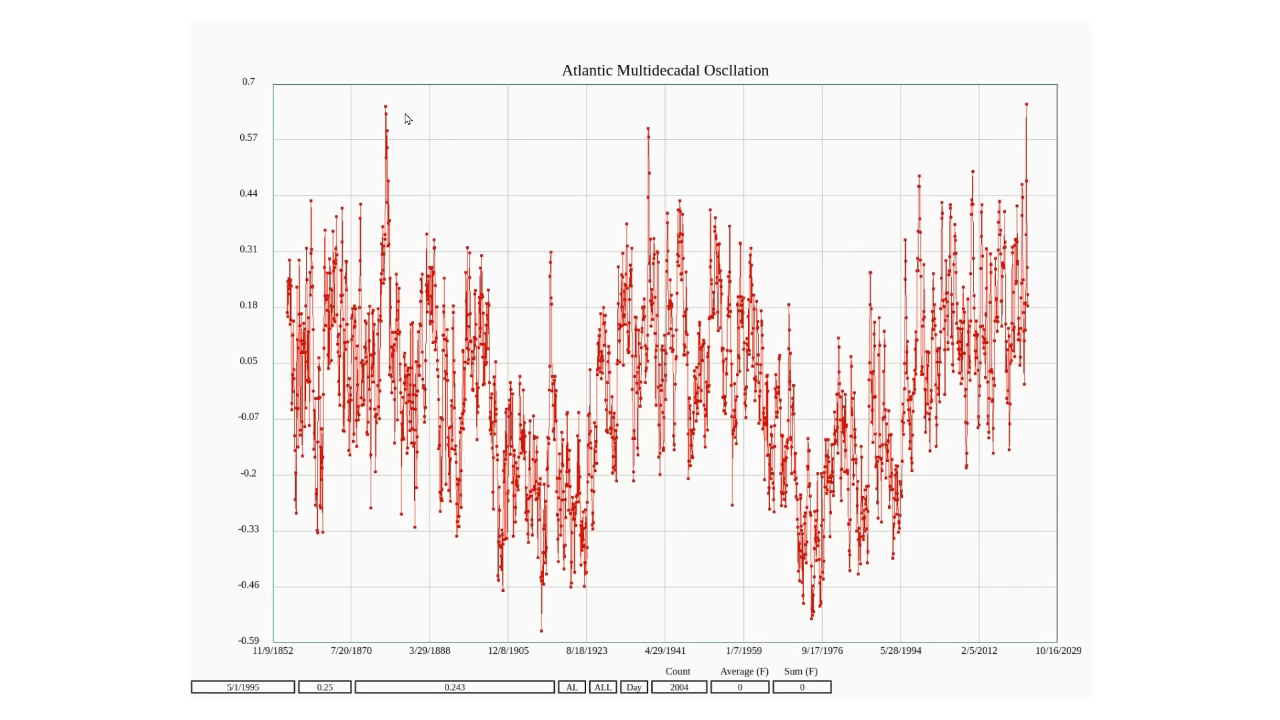 Atlantic Multidecadal Oscllation
0.7
0.57
0.44
0.31
0.18
0.05
-0.07
-0.2
-0.33
-0.46
-0.59
11/9/1852 7/20/1870 3/29/1888 12/8/1905 8/18/1923 4/29/1941 1/7/1959 9/17/1976 5/28/1994 2/5/2012 10/16/2029
Count Average (F) Sum (F)
5/1/1995 0.25 0.243 AL ALL Day 2004 0 0